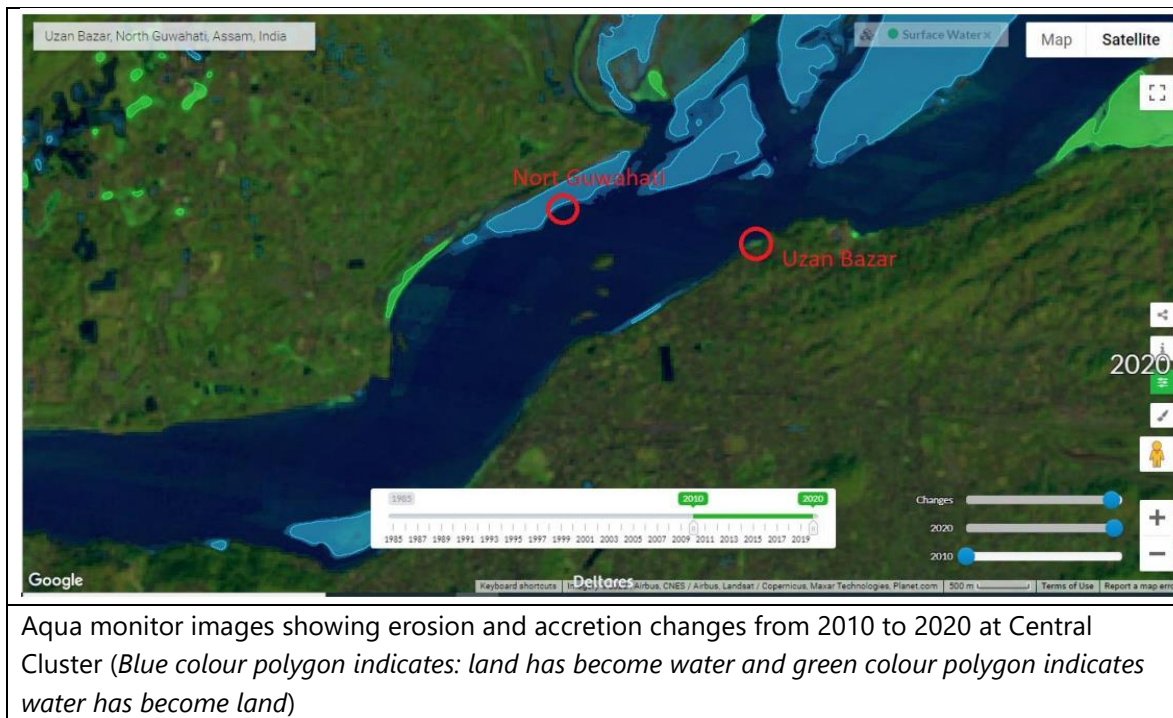 Uzan Bazar, North Guwahati, Assam, India
Surface Water×
Map Satellite
Nort Guwahati
Uzan Bazar
2020
1985 2010 2020
1985 1987 1989 1991 1993 1995 1997 1999 2001 2003 2005 2007 2009 2011 2013 2015 2017 2019
Changes
2020
2010
Google
Deltares
Keyboard shortcuts
Airbus, CNES / Airbus, Landsat / Copernicus, Maxar Technologies, Planet.com
500 m
Terms of Use
Report a map erro
Aqua monitor images showing erosion and accretion changes from 2010 to 2020 at Central
Cluster (Blue colour polygon indicates: land has become water and green colour polygon indicates
water has become land)